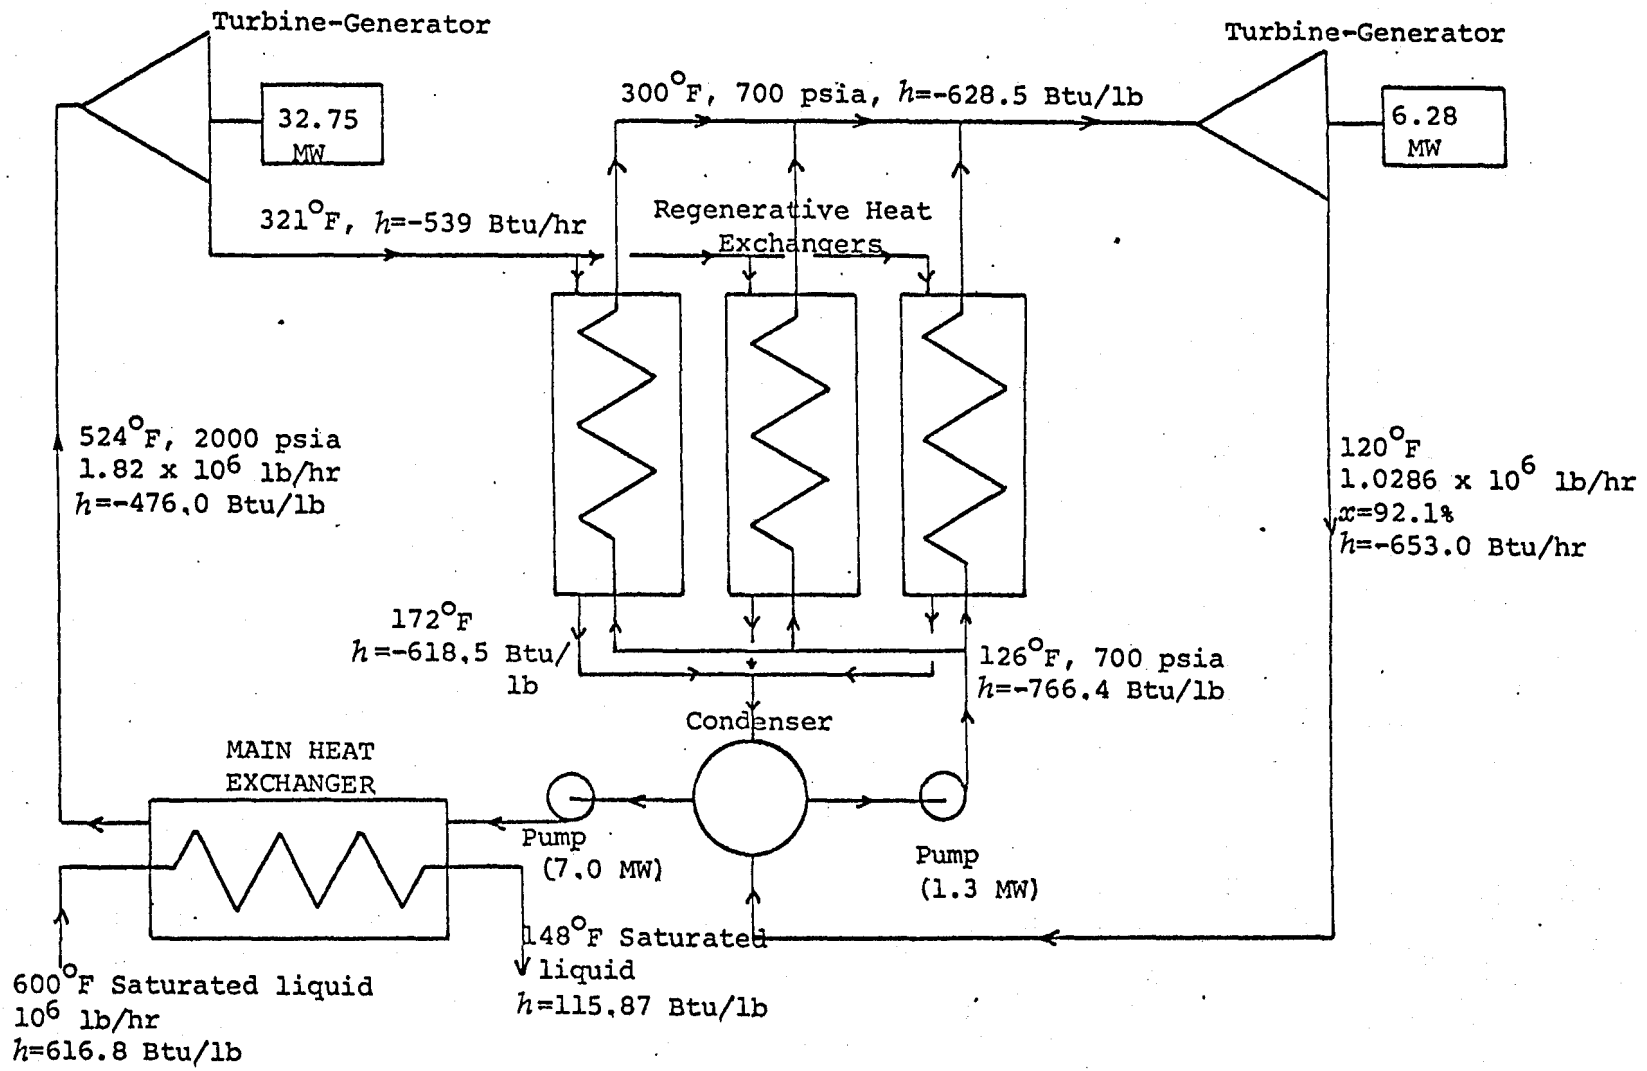 Turbine-Generator
32.75
MW
321°F, h=-539 Btu/hr
300°F, 700 psia, h=-628.5 Btu/lb
Turbine-Generator
6.28
MW
Regenerative Heat
Exchangers
524°F, 2000 psia
1.82 x 10⁶ lb/hr
h=-476.0 Btu/lb
120°F
1.0286 x 10⁶ lb/hr
x=92.1%
h=-653.0 Btu/hr
172°F
h=-618.5 Btu/
lb
126°F, 700 psia
h=-766.4 Btu/lb
Condenser
MAIN HEAT
EXCHANGER
Pump
(7.0 MW)
Pump
(1.3 MW)
148°F Saturated
liquid
h=115.87 Btu/lb
600°F Saturated liquid
10⁶ lb/hr
h=616.8 Btu/lb